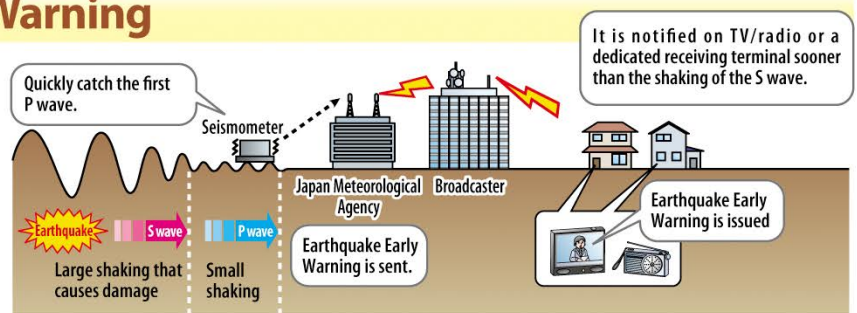 Warning
Quickly catch the first
P wave.
Seismometer
It is notified on TV/radio or a
dedicated receiving terminal sooner
than the shaking of the S wave.
Japan Meteorological
Agency
Broadcaster
Earthquake
S wave
P wave
Large shaking that
causes damage
Small
shaking
Earthquake Early
Warning is sent.
Earthquake Early
Warning is issued